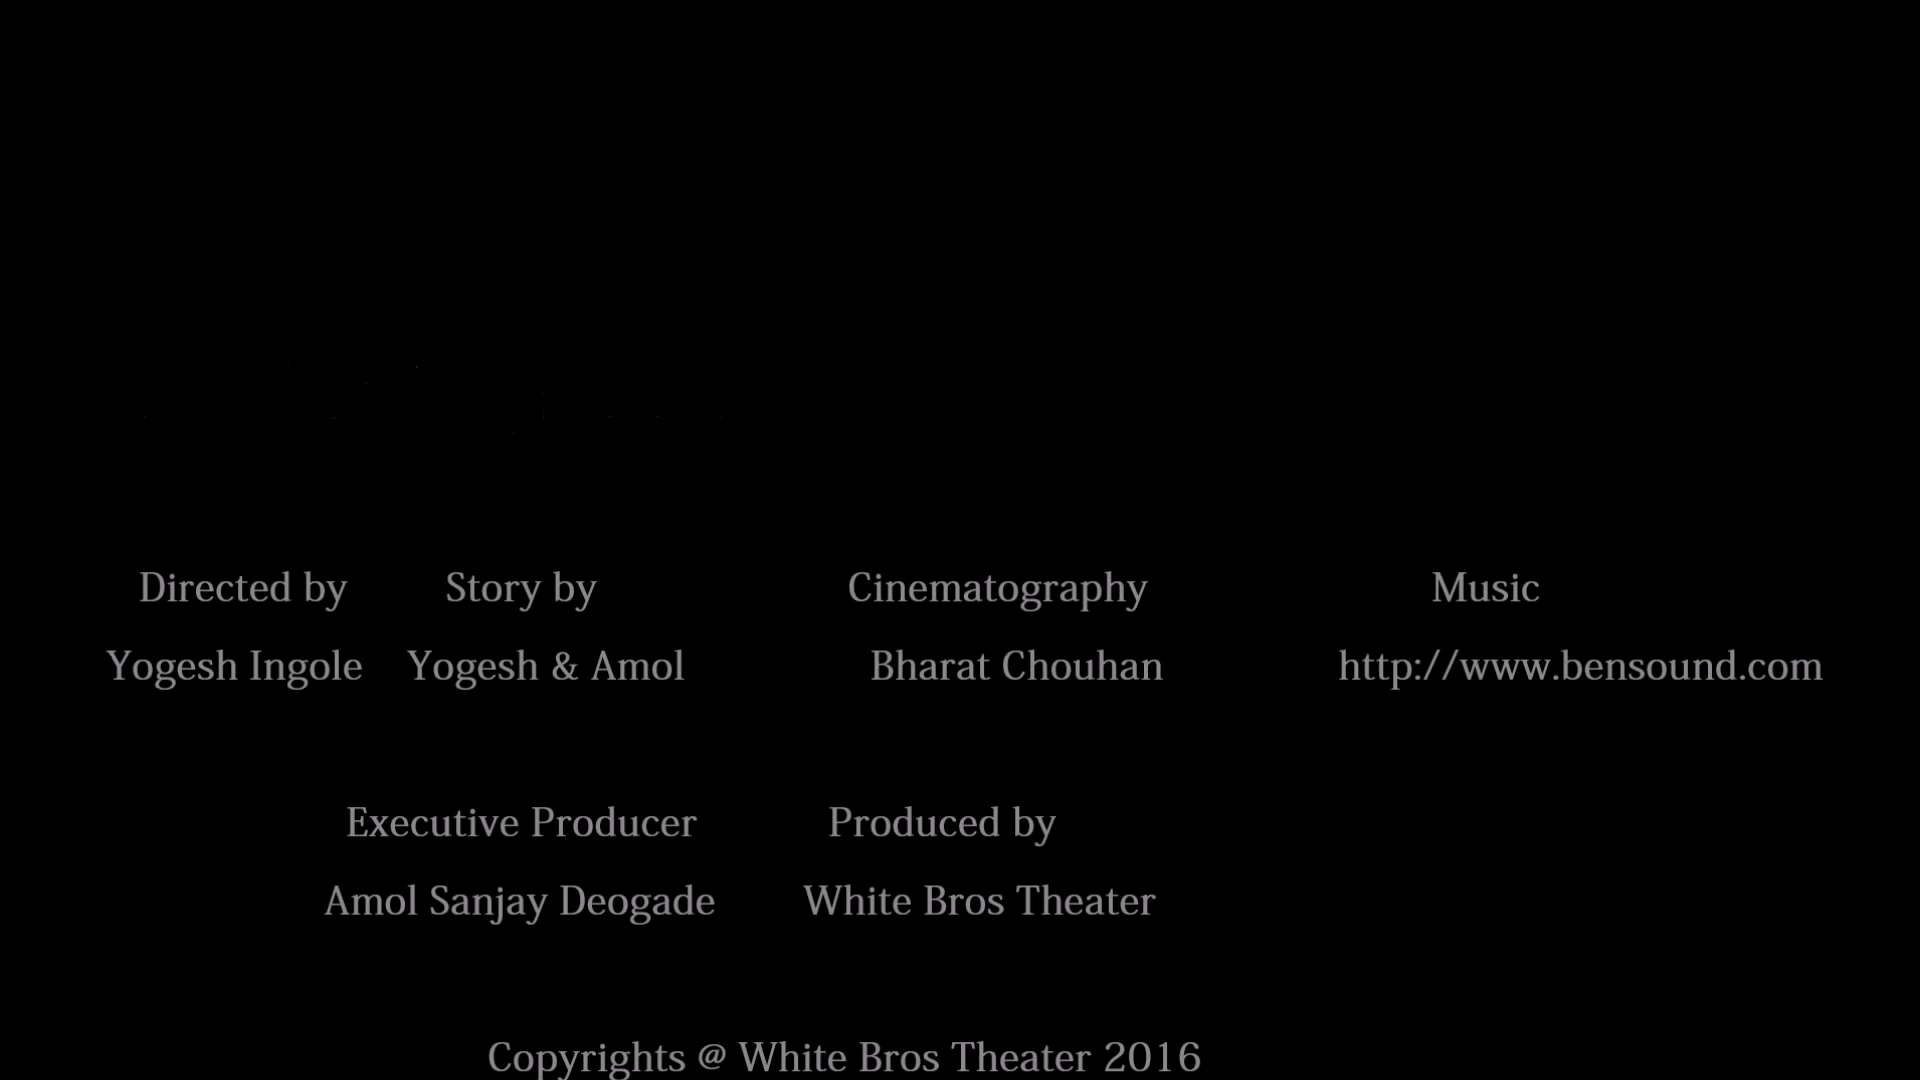 Directed by Story by Cinematography Music
Yogesh Ingole Yogesh & Amol Bharat Chouhan http://www.bensound.com
Executive Producer Produced by
Amol Sanjay Deogade White Bros Theater
Copyrights @ White Bros Theater 2016